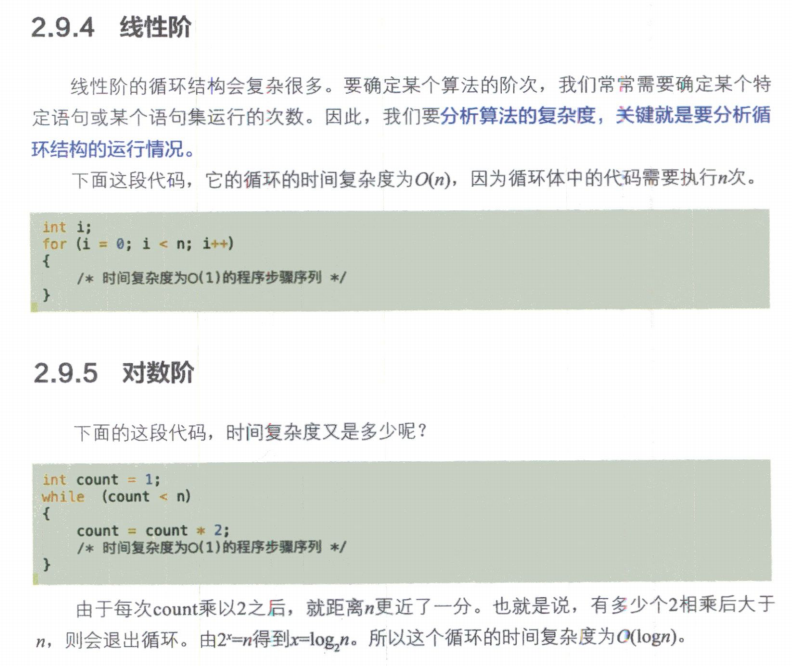 2.9.4 线性阶
线性阶的循环结构会复杂很多。要确定某个算法的阶次，我们常常需要确定某个特
定语句或某个语句集运行的次数。因此，我们要分析算法的复杂度，关键就是要分析循
环结构的运行情况。
下面这段代码，它的循环的时间复杂度为O(n)，因为循环体中的代码需要执行n次。
int i;
for (i = 0; i < n; i++)
{
/* 时间复杂度为O(1)的程序步骤序列 */
}
2.9.5 对数阶
下面的这段代码，时间复杂度又是多少呢？
int count = 1;
while (count < n)
{
count = count * 2;
/* 时间复杂度为O(1)的程序步骤序列 */
}
由于每次count乘以2之后，就距离n更近了一分。也就是说，有多少个2相乘后大于
n，则会退出循环。由2ˣ=n得到x=log₂n。所以这个循环的时间复杂度为O(logn)。